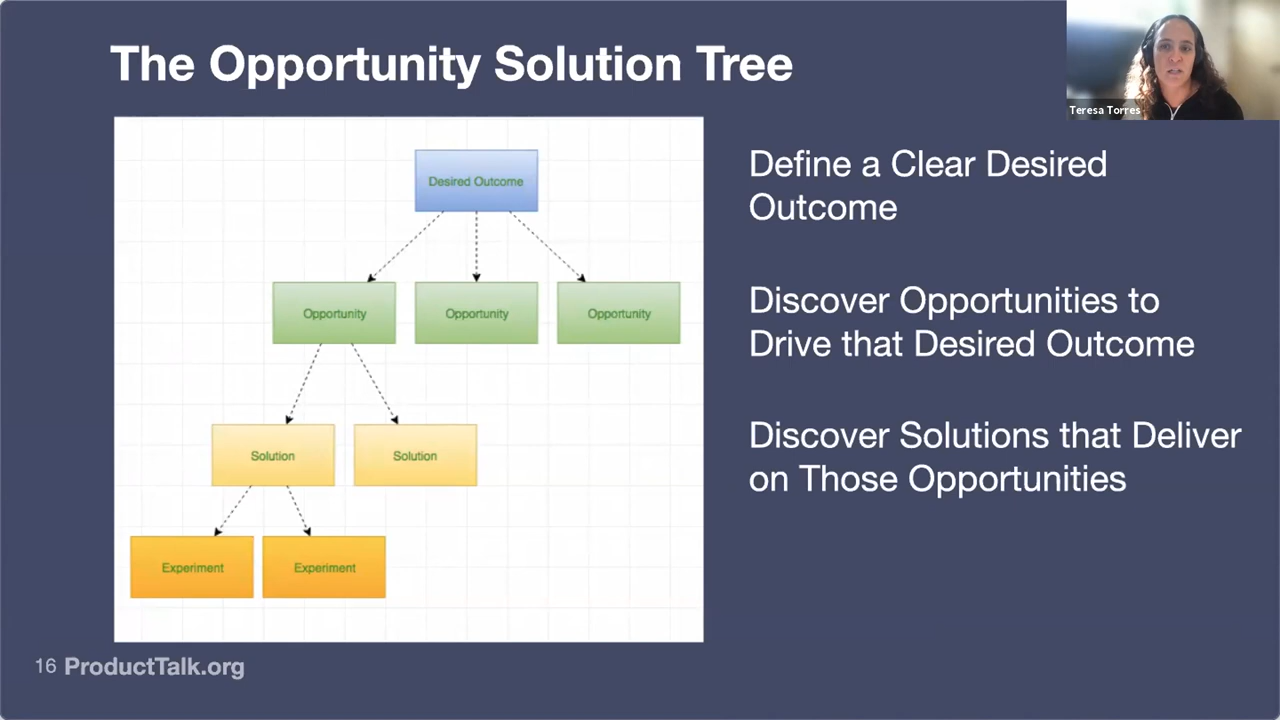 The Opportunity Solution Tree
Teresa Torres
Desired Outcome
Opportunity
Opportunity
Opportunity
Solution
Solution
Experiment
Experiment
Define a Clear Desired
Outcome
Discover Opportunities to
Drive that Desired Outcome
Discover Solutions that Deliver
on Those Opportunities
16 ProductTalk.org